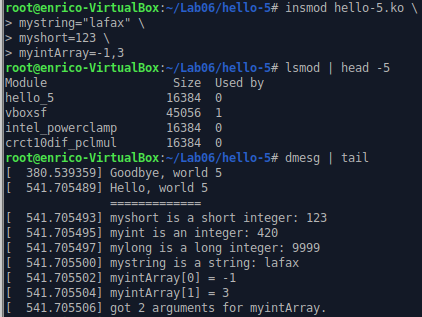 root@enrico-VirtualBox:~/Lab06/hello-5# insmod hello-5.ko \
> mystring="lafax" \
> myshort=123 \
> myintArray=-1,3
root@enrico-VirtualBox:~/Lab06/hello-5# lsmod | head -5
Module                  Size  Used by
hello_5                16384  0
vboxsf                 45056  1
intel_powerclamp       16384  0
crct10dif_pclmul       16384  0
root@enrico-VirtualBox:~/Lab06/hello-5# dmesg | tail
[  380.539359] Goodbye, world 5
[  541.705489] Hello, world 5
               =============
[  541.705493] myshort is a short integer: 123
[  541.705495] myint is an integer: 420
[  541.705497] mylong is a long integer: 9999
[  541.705500] mystring is a string: lafax
[  541.705502] myintArray[0] = -1
[  541.705504] myintArray[1] = 3
[  541.705506] got 2 arguments for myintArray.